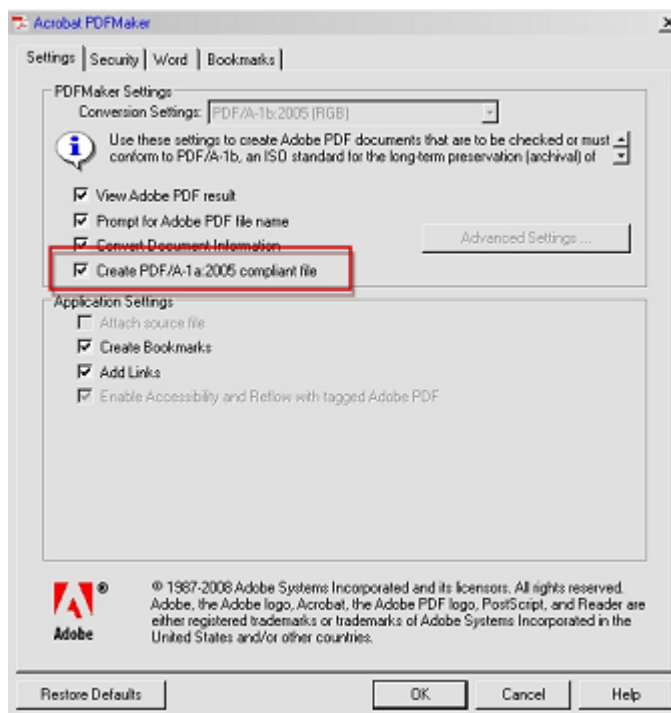 Acrobat PDFMaker
Settings Security Word Bookmarks
PDFMaker Settings
Conversion Settings: PDF/A-1b:2005 (RGB)
Use these settings to create Adobe PDF documents that are to be checked or must
conform to PDF/A-1b, an ISO standard for the long-term preservation (archival) of
View Adobe PDF result
Prompt for Adobe PDF file name
Convert Document Information
Advanced Settings ...
Create PDF/A-1a:2005 compliant file
Application Settings
Attach source file
Create Bookmarks
Add Links
Enable Accessibility and Reflow with tagged Adobe PDF
® © 1987-2008 Adobe Systems Incorporated and its licensors. All rights reserved.
Adobe, the Adobe logo, Acrobat, the Adobe PDF logo, PostScript, and Reader are
either registered trademarks or trademarks of Adobe Systems Incorporated in the
Adobe United States and/or other countries.
Restore Defaults OK Cancel Help